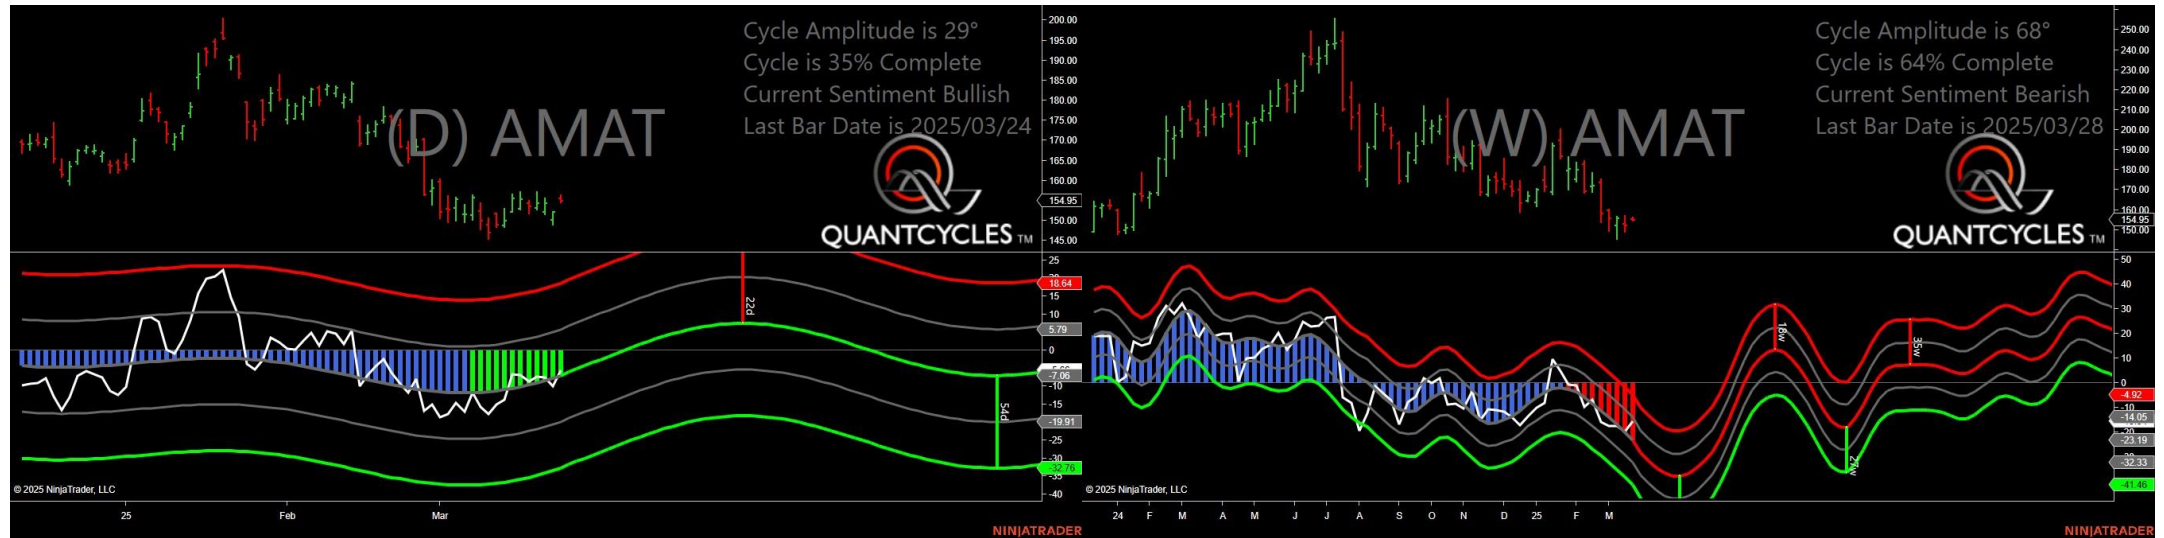 Cycle Amplitude is 29°
Cycle is 35% Complete
Current Sentiment Bullish
Last Bar Date is 2025/03/24
(D) AMAT
QUANTCYCLES TM
200.00
195.00
190.00
185.00
180.00
175.00
170.00
165.00
160.00
154.95
150.00
145.00
25
18.64
15
10
5.79
0
-7.06
-10
-15
-19.91
-25
-30
-32.76
-35
-40
22d
54d
© 2025 NinjaTrader, LLC
25
Feb
Mar
NINJATRADER
Cycle Amplitude is 68°
Cycle is 64% Complete
Current Sentiment Bearish
Last Bar Date is 2025/03/28
(W) AMAT
QUANTCYCLES TM
250.00
240.00
230.00
220.00
210.00
200.00
190.00
180.00
170.00
160.00
154.95
150.00
50
40
30
20
10
0
-4.92
-10
-14.05
-20
-23.19
-32.33
-41.46
18w
27w
35w
© 2025 NinjaTrader, LLC
24
F
M
A
M
J
J
A
S
O
N
D
25
F
M
NINJATRADER